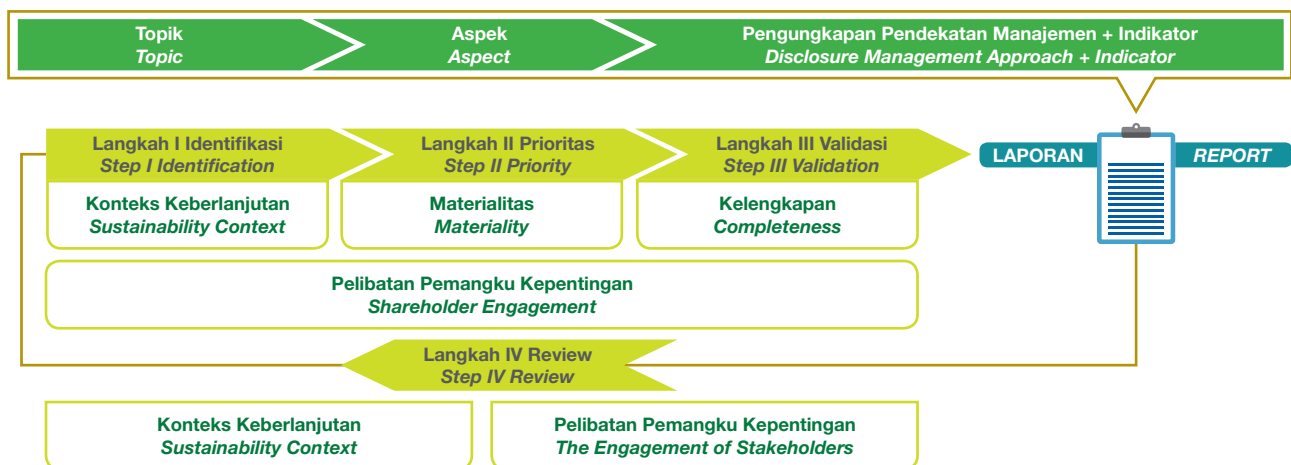 Topik
Topic
Aspek
Aspect
Pengungkapan Pendekatan Manajemen + Indikator
Disclosure Management Approach + Indicator
Langkah I Identifikasi
Step I Identification
Langkah II Prioritas
Step II Priority
Langkah III Validasi
Step III Validation
LAPORAN
REPORT
Konteks Keberlanjutan
Sustainability Context
Materialitas
Materiality
Kelengkapan
Completeness
Pelibatan Pemangku Kepentingan
Shareholder Engagement
Langkah IV Review
Step IV Review
Konteks Keberlanjutan
Sustainability Context
Pelibatan Pemangku Kepentingan
The Engagement of Stakeholders